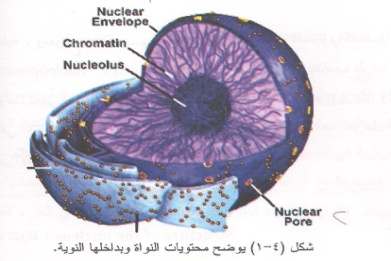 Nuclear
Envelope
Chromatin
Nucleolus
Nuclear
Pore
شكل (٤-١) يوضح محتويات النواة وبداخلها النوية.